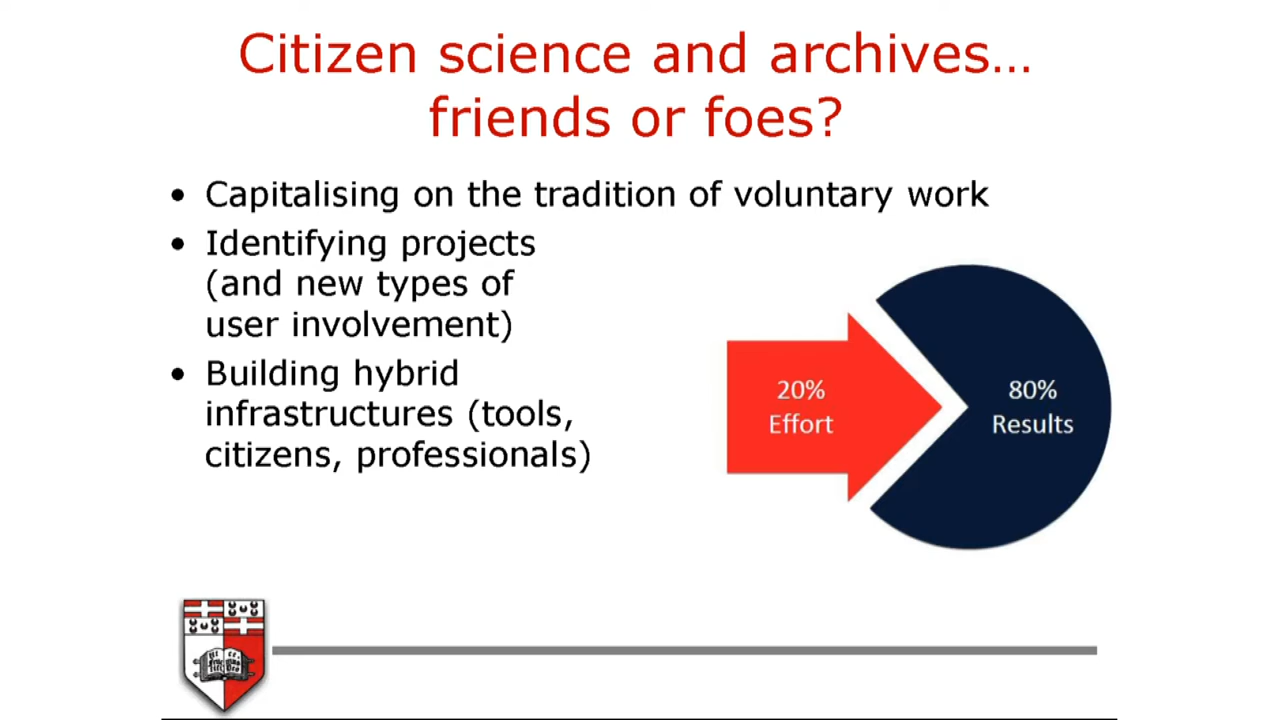 Citizen science and archives…
friends or foes?
• Capitalising on the tradition of voluntary work
• Identifying projects
(and new types of
user involvement)
• Building hybrid
infrastructures (tools,
citizens, professionals)
20%
Effort
80%
Results